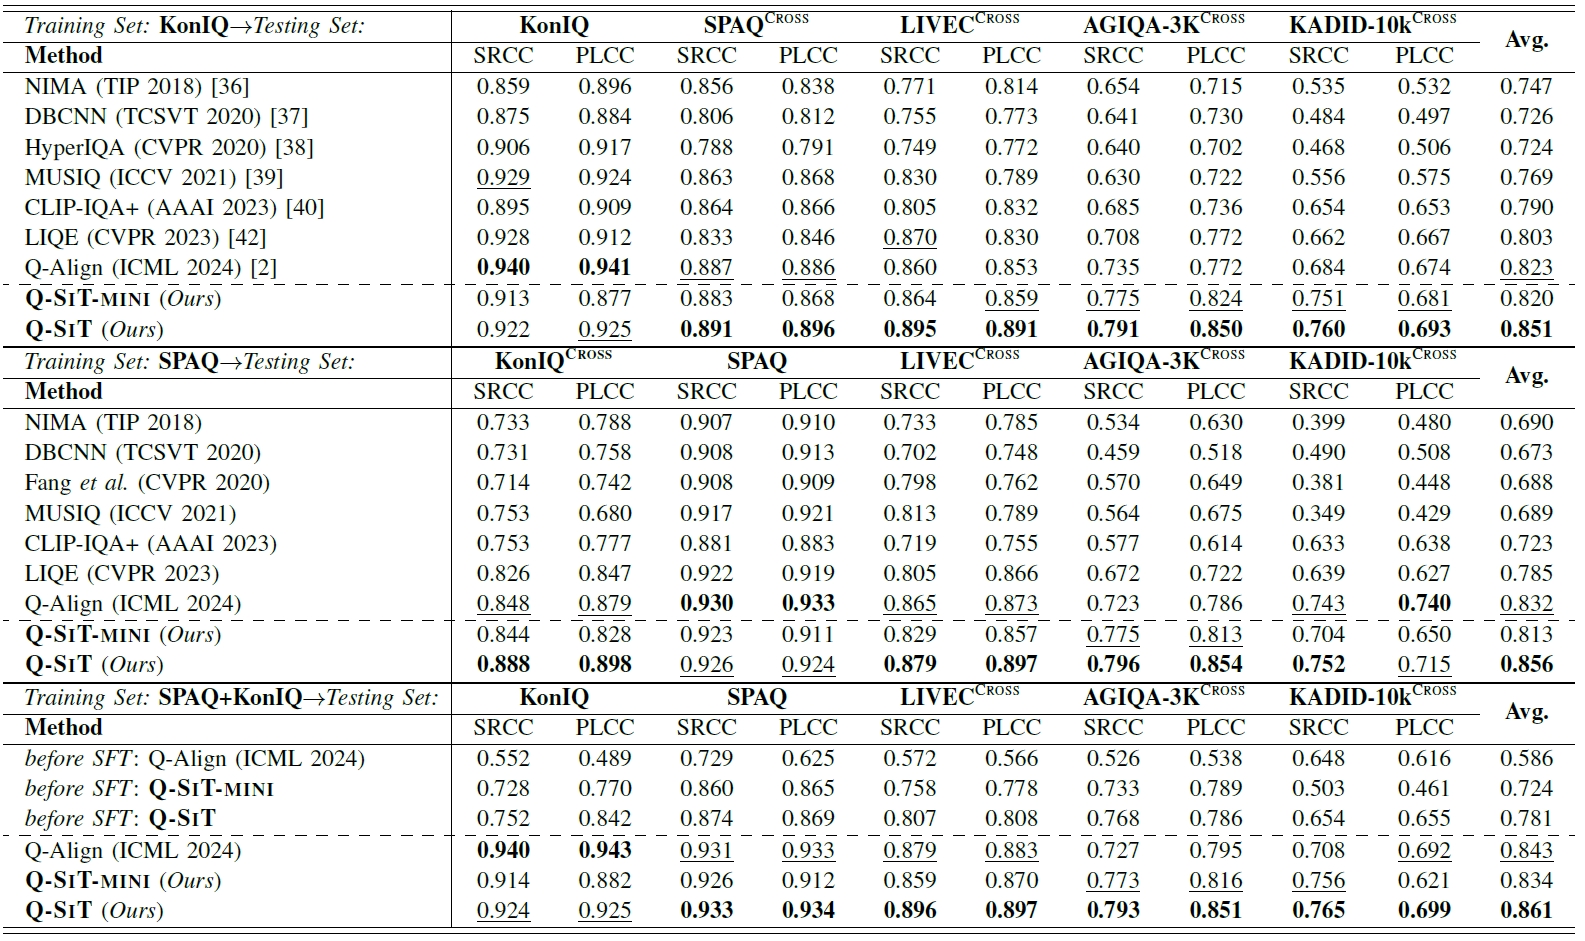 Training Set: KonIQ→Testing Set: KonIQ SPAQCross LIVECCross AGIQA-3KCross KADID-10kCross Avg.
Method SRCC PLCC SRCC PLCC SRCC PLCC SRCC PLCC SRCC PLCC
NIMA (TIP 2018) [36] 0.859 0.896 0.856 0.838 0.771 0.814 0.654 0.715 0.535 0.532 0.747
DBCNN (TCSVT 2020) [37] 0.875 0.884 0.806 0.812 0.755 0.773 0.641 0.730 0.484 0.497 0.726
HyperIQA (CVPR 2020) [38] 0.906 0.917 0.788 0.791 0.749 0.772 0.640 0.702 0.468 0.506 0.724
MUSIQ (ICCV 2021) [39] 0.929 0.924 0.863 0.868 0.830 0.789 0.630 0.722 0.556 0.575 0.769
CLIP-IQA+ (AAAI 2023) [40] 0.895 0.909 0.864 0.866 0.805 0.832 0.685 0.736 0.654 0.653 0.790
LIQE (CVPR 2023) [42] 0.928 0.912 0.833 0.846 0.870 0.830 0.708 0.772 0.662 0.667 0.803
Q-Align (ICML 2024) [2] 0.940 0.941 0.887 0.886 0.860 0.853 0.735 0.772 0.684 0.674 0.823
Q-SiT-mini (Ours) 0.913 0.877 0.883 0.868 0.864 0.859 0.775 0.824 0.751 0.681 0.820
Q-SiT (Ours) 0.922 0.925 0.891 0.896 0.895 0.891 0.791 0.850 0.760 0.693 0.851
Training Set: SPAQ→Testing Set: KonIQCross SPAQ LIVECCross AGIQA-3KCross KADID-10kCross Avg.
Method SRCC PLCC SRCC PLCC SRCC PLCC SRCC PLCC SRCC PLCC
NIMA (TIP 2018) 0.733 0.788 0.907 0.910 0.733 0.785 0.534 0.630 0.399 0.480 0.690
DBCNN (TCSVT 2020) 0.731 0.758 0.908 0.913 0.702 0.748 0.459 0.518 0.490 0.508 0.673
Fang et al. (CVPR 2020) 0.714 0.742 0.908 0.909 0.798 0.762 0.570 0.649 0.381 0.448 0.688
MUSIQ (ICCV 2021) 0.753 0.680 0.917 0.921 0.813 0.789 0.564 0.675 0.349 0.429 0.689
CLIP-IQA+ (AAAI 2023) 0.753 0.777 0.881 0.883 0.719 0.755 0.577 0.614 0.633 0.638 0.723
LIQE (CVPR 2023) 0.826 0.847 0.922 0.919 0.805 0.866 0.672 0.722 0.639 0.627 0.785
Q-Align (ICML 2024) 0.848 0.879 0.930 0.933 0.865 0.873 0.723 0.786 0.743 0.740 0.832
Q-SiT-mini (Ours) 0.844 0.828 0.923 0.911 0.829 0.857 0.775 0.813 0.704 0.650 0.813
Q-SiT (Ours) 0.888 0.898 0.926 0.924 0.879 0.897 0.796 0.854 0.752 0.715 0.856
Training Set: SPAQ+KonIQ→Testing Set: KonIQ SPAQ LIVECCross AGIQA-3KCross KADID-10kCross Avg.
Method SRCC PLCC SRCC PLCC SRCC PLCC SRCC PLCC SRCC PLCC
before SFT: Q-Align (ICML 2024) 0.552 0.489 0.729 0.625 0.572 0.566 0.526 0.538 0.648 0.616 0.586
before SFT: Q-SiT-mini 0.728 0.770 0.860 0.865 0.758 0.778 0.733 0.789 0.503 0.461 0.724
before SFT: Q-SiT 0.752 0.842 0.874 0.869 0.807 0.808 0.768 0.786 0.654 0.655 0.781
Q-Align (ICML 2024) 0.940 0.943 0.931 0.933 0.879 0.883 0.727 0.795 0.708 0.692 0.843
Q-SiT-mini (Ours) 0.914 0.882 0.926 0.912 0.859 0.870 0.773 0.816 0.756 0.621 0.834
Q-SiT (Ours) 0.924 0.925 0.933 0.934 0.896 0.897 0.793 0.851 0.765 0.699 0.861